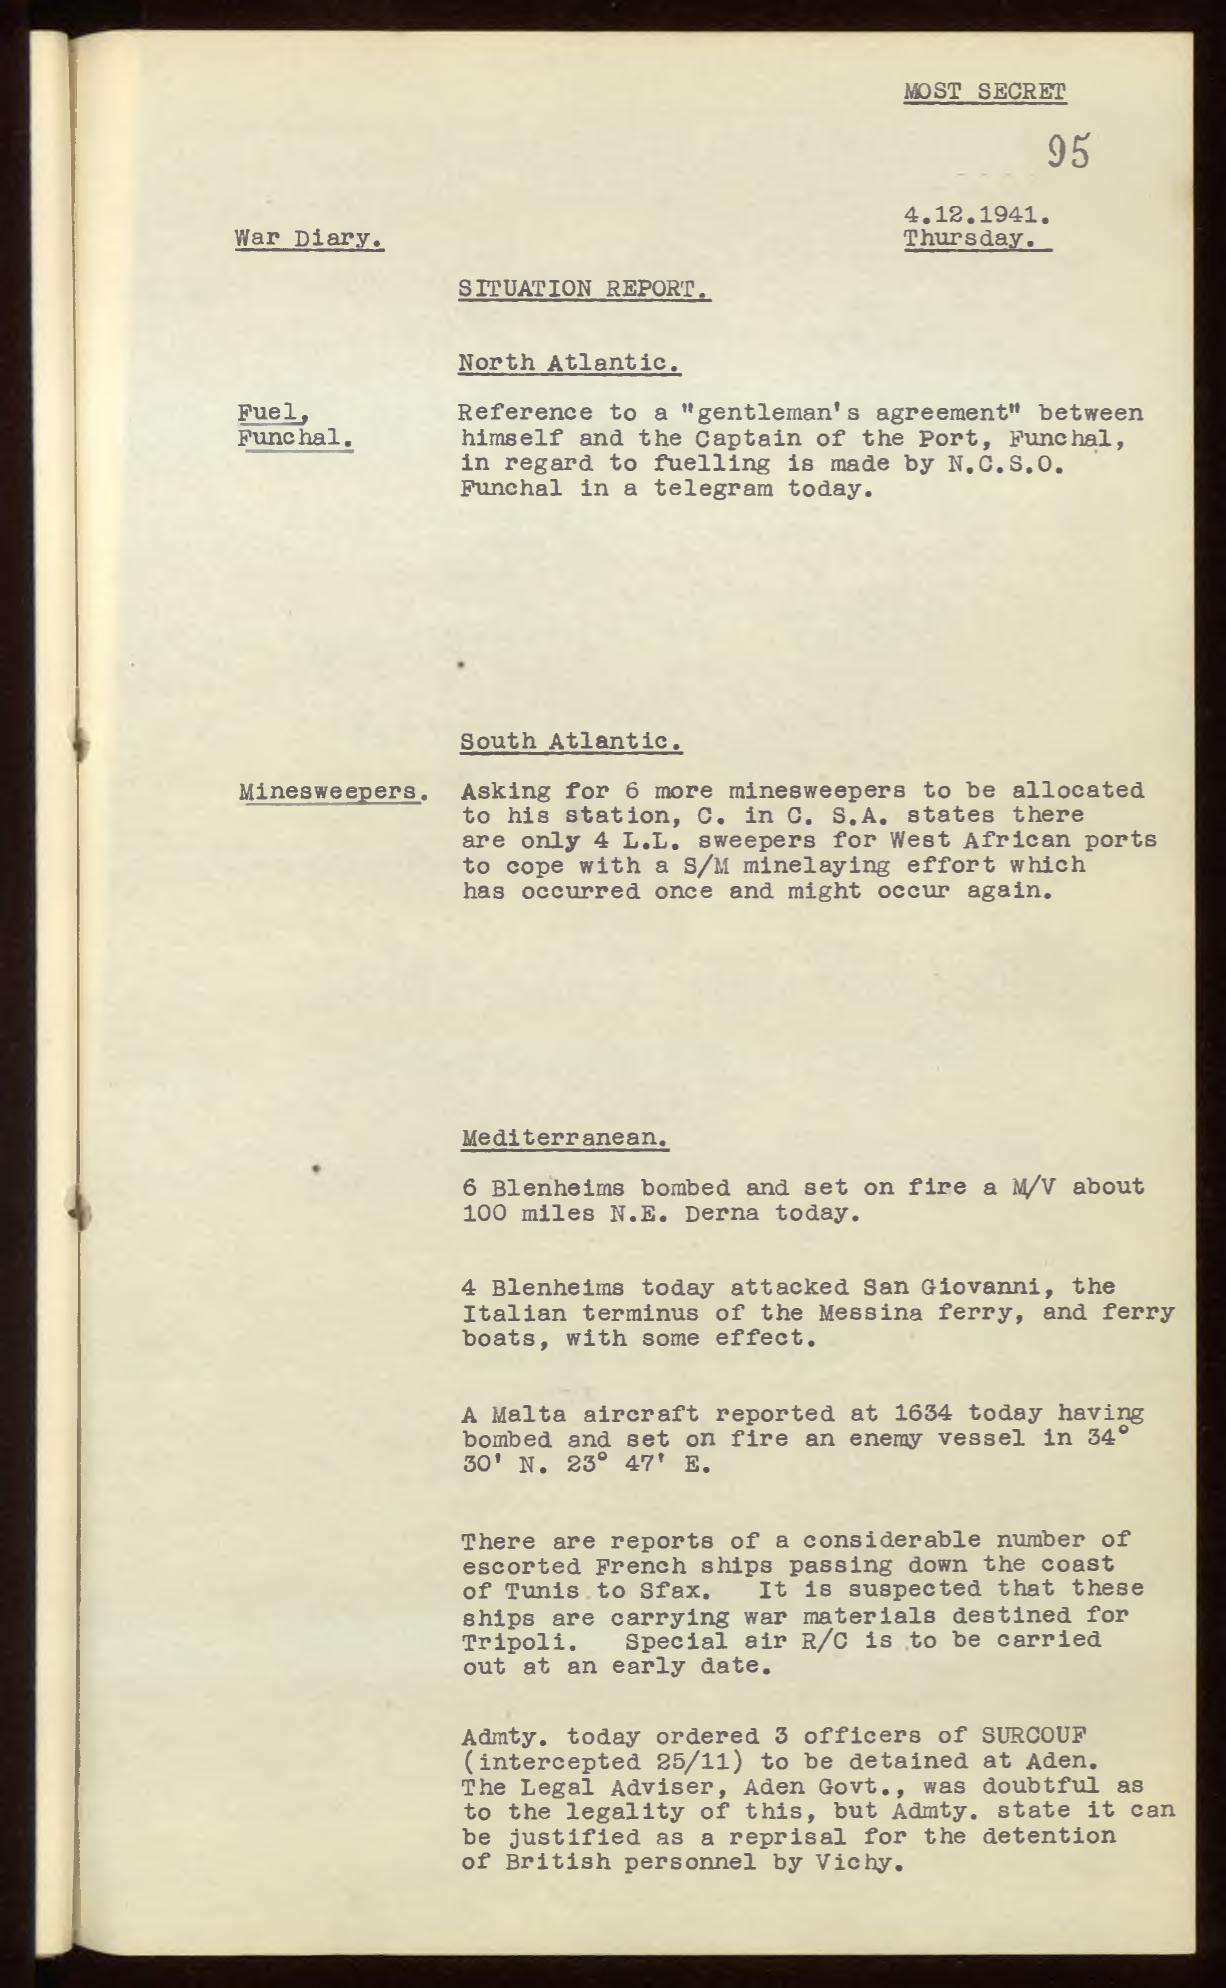 MOST SECRET
95
4.12.1941.
War Diary.
Thursday.
SITUATION REPORT.
North Atlantic.
Fuel,
Funchal.
Reference to a "gentleman's agreement" between
himself and the Captain of the Port, Funchal,
in regard to fuelling is made by N.C.S.O.
Funchal in a telegram today.
South Atlantic.
Minesweepers.
Asking for 6 more minesweepers to be allocated
to his station, C. in C. S.A. states there
are only 4 L.L. sweepers for West African ports
to cope with a S/M minelaying effort which
has occurred once and might occur again.
Mediterranean.
6 Blenheims bombed and set on fire a M/V about
100 miles N.E. Derna today.
4 Blenheims today attacked San Giovanni, the
Italian terminus of the Messina ferry, and ferry
boats, with some effect.
A Malta aircraft reported at 1634 today having
bombed and set on fire an enemy vessel in 34°
30' N. 23° 47' E.
There are reports of a considerable number of
escorted French ships passing down the coast
of Tunis to Sfax. It is suspected that these
ships are carrying war materials destined for
Tripoli. Special air R/C is to be carried
out at an early date.
Admty. today ordered 3 officers of SURCOUF
(intercepted 25/11) to be detained at Aden.
The Legal Adviser, Aden Govt., was doubtful as
to the legality of this, but Admty. state it can
be justified as a reprisal for the detention
of British personnel by Vichy.